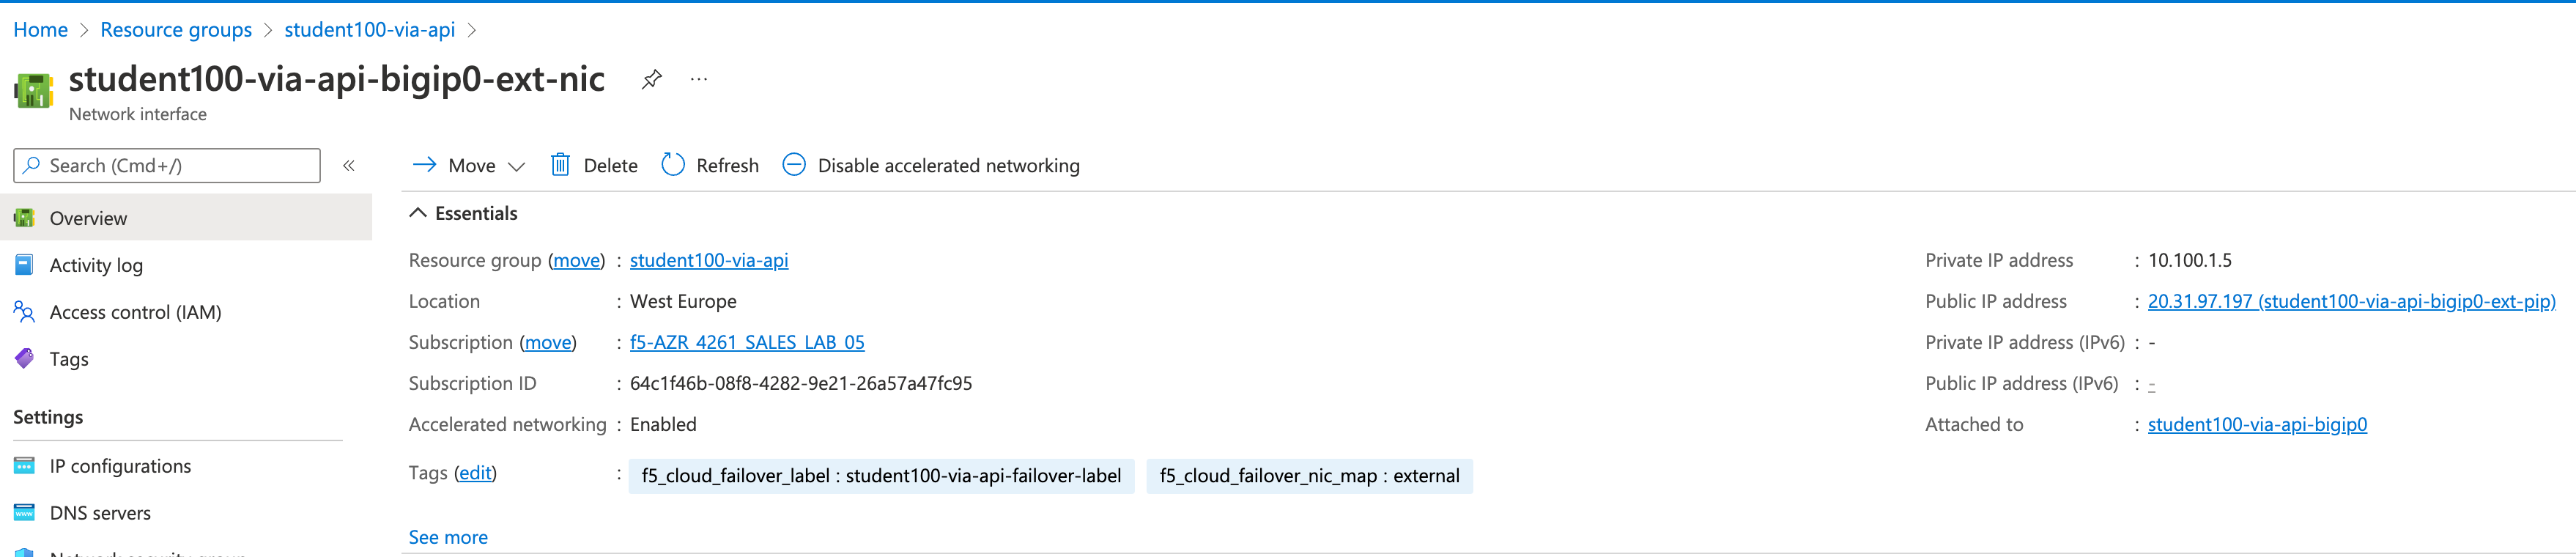 Home > Resource groups > student100-via-api >
student100-via-api-bigip0-ext-nic ...
Network interface
Search (Cmd+/) «
Move Delete Refresh Disable accelerated networking
Overview
Activity log
Access control (IAM)
Tags
Settings
IP configurations
DNS servers
Essentials
Resource group (move) : student100-via-api
Location : West Europe
Subscription (move) : f5-AZR_4261_SALES_LAB_05
Subscription ID : 64c1f46b-08f8-4282-9e21-26a57a47fc95
Accelerated networking : Enabled
Tags (edit) : f5_cloud_failover_label : student100-via-api-failover-label f5_cloud_failover_nic_map : external
See more
Private IP address : 10.100.1.5
Public IP address : 20.31.97.197 (student100-via-api-bigip0-ext-pip)
Private IP address (IPv6) : -
Public IP address (IPv6) : -
Attached to : student100-via-api-bigip0